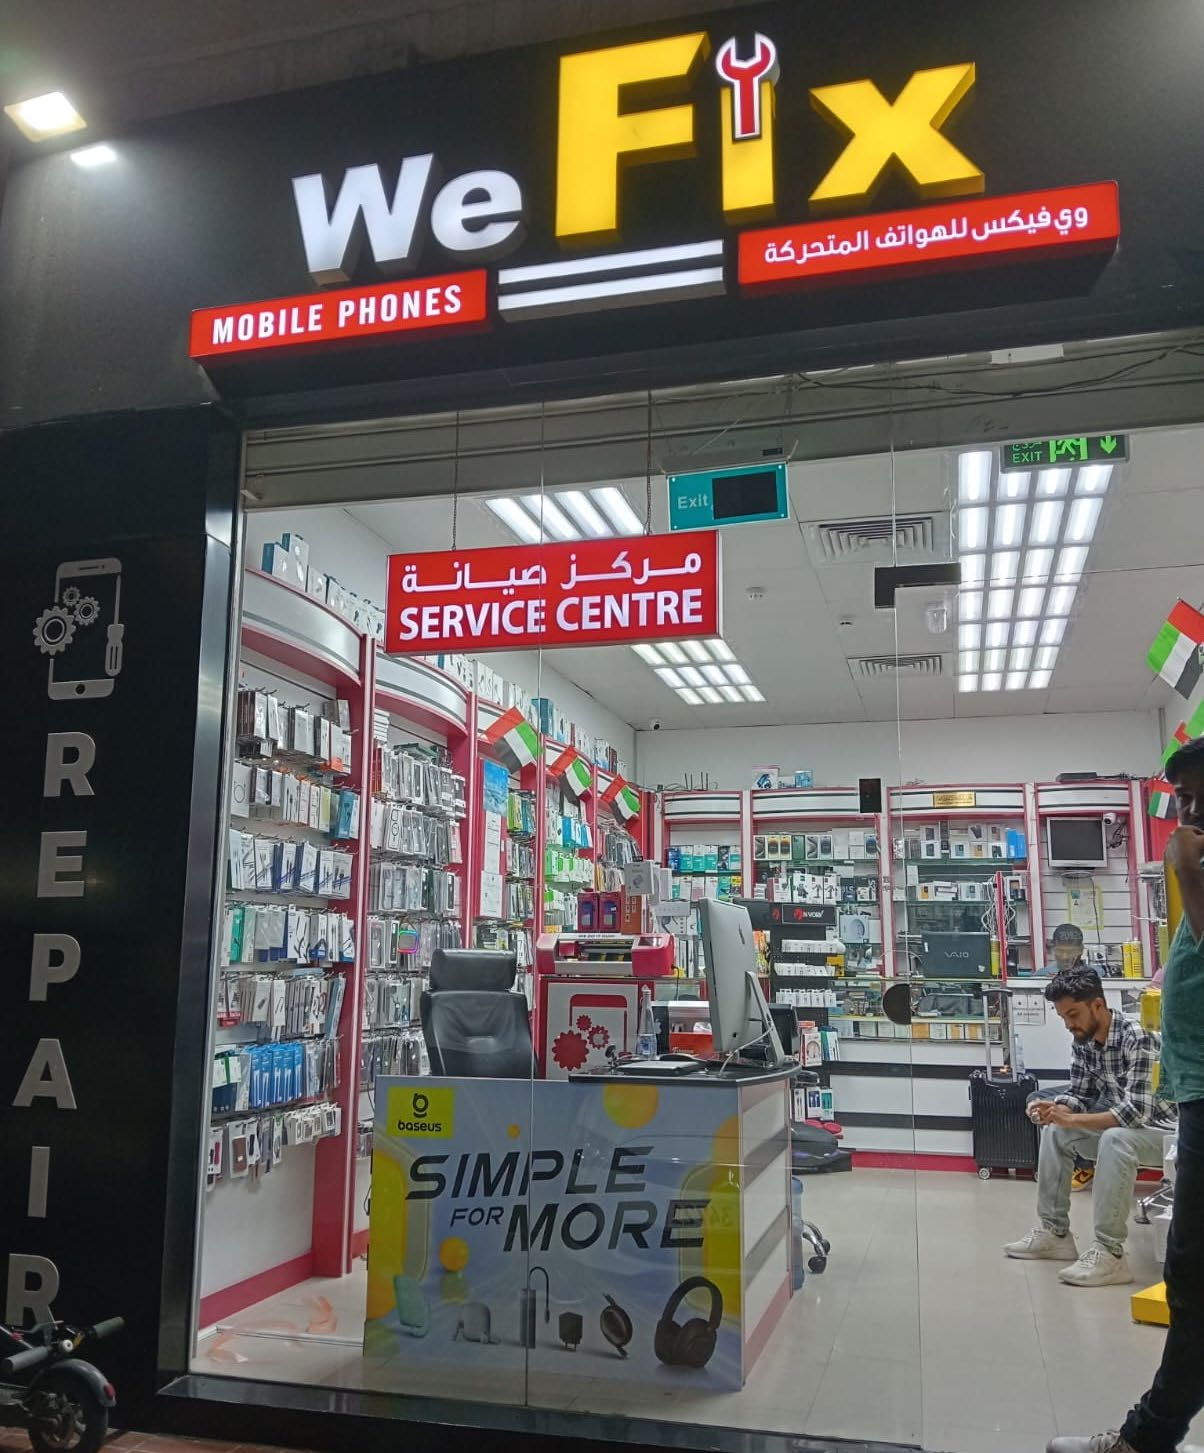 We Fix
MOBILE PHONES
وي فيكس للهواتف المتحركة
Exit
EXIT
مركز صيانة
SERVICE CENTRE
REPAIR
VAIO
baseus
SIMPLE
FOR MORE